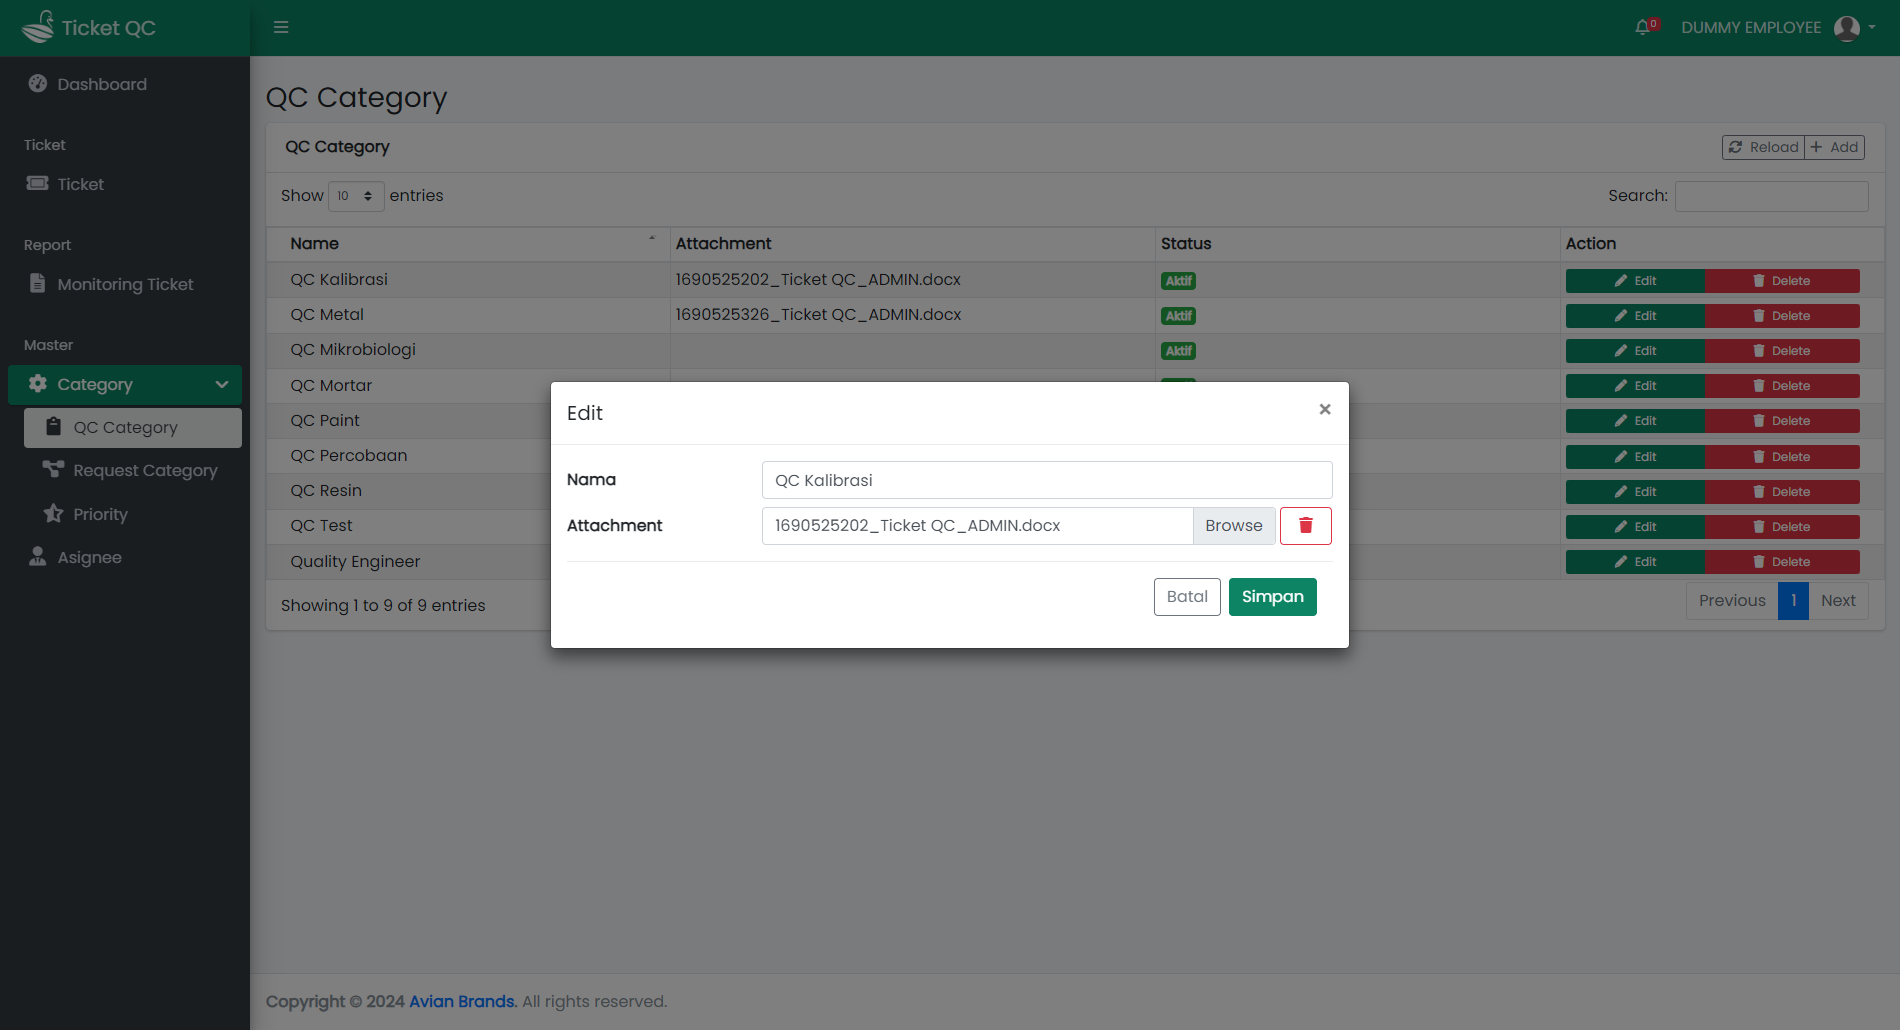 Ticket QC
0
DUMMY EMPLOYEE
Dashboard
Ticket
Ticket
Report
Monitoring Ticket
Master
Category
QC Category
Request Category
Priority
Asignee
QC Category
QC Category
Reload
Add
Show 10 entries
Search:
Name Attachment Status Action
QC Kalibrasi 1690525202_Ticket QC_ADMIN.docx Aktif Edit Delete
QC Metal 1690525326_Ticket QC_ADMIN.docx Aktif Edit Delete
QC Mikrobiologi Aktif Edit Delete
QC Mortar Edit Delete
QC Paint Edit Delete
QC Percobaan Edit Delete
QC Resin Edit Delete
QC Test Edit Delete
Quality Engineer Edit Delete
Showing 1 to 9 of 9 entries
Previous 1 Next
Edit
×
Nama QC Kalibrasi
Attachment 1690525202_Ticket QC_ADMIN.docx Browse
Batal Simpan
Copyright © 2024 Avian Brands. All rights reserved.